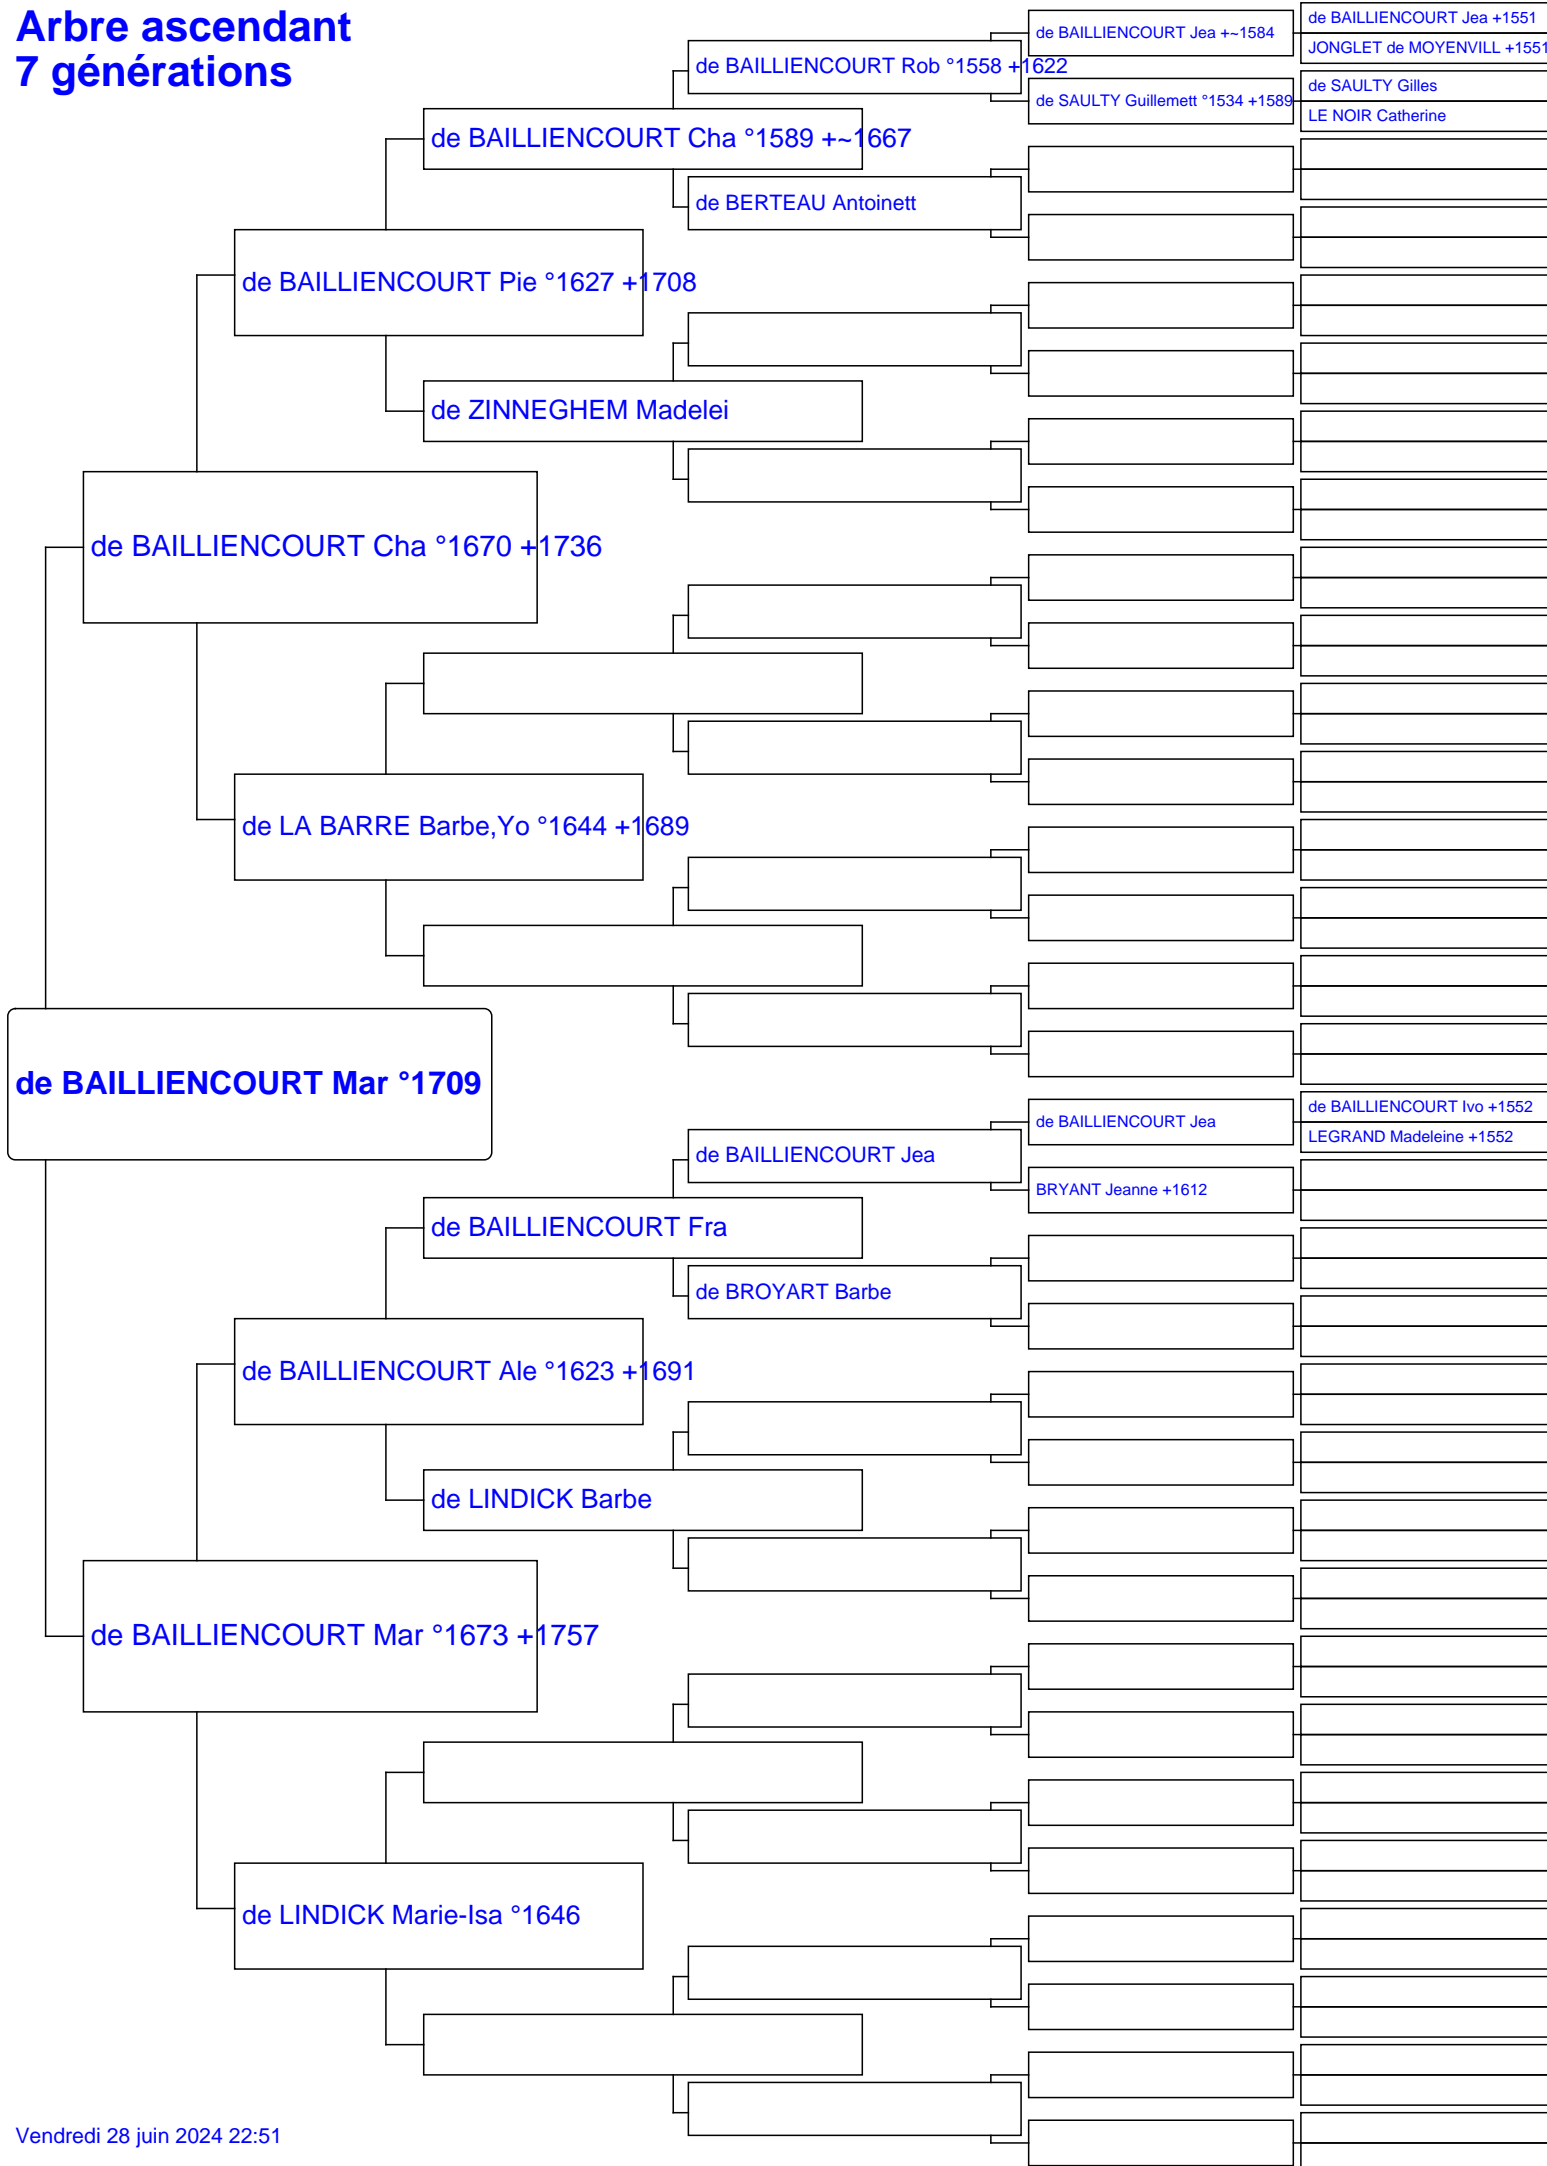 Arbre ascendant
7 générations
de BAILLIENCOURT Jea +1551
de BAILLIENCOURT Jea +~1584
JONGLET de MOYENVILL +1551
de BAILLIENCOURT Rob °1558 +1622
de SAULTY Gilles
de SAULTY Guillemett °1534 +1589
LE NOIR Catherine
de BAILLIENCOURT Cha °1589 +~1667
de BERTEAU Antoinett
de BAILLIENCOURT Pie °1627 +1708
de ZINNEGHEM Madelei
de BAILLIENCOURT Cha °1670 +1736
de LA BARRE Barbe,Yo °1644 +1689
de BAILLIENCOURT Mar °1709
de BAILLIENCOURT Ivo +1552
de BAILLIENCOURT Jea
LEGRAND Madeleine +1552
de BAILLIENCOURT Jea
BRYANT Jeanne +1612
de BAILLIENCOURT Fra
de BROYART Barbe
de BAILLIENCOURT Ale °1623 +1691
de LINDICK Barbe
de BAILLIENCOURT Mar °1673 +1757
de LINDICK Marie-Isa °1646
Vendredi 28 juin 2024 22:51